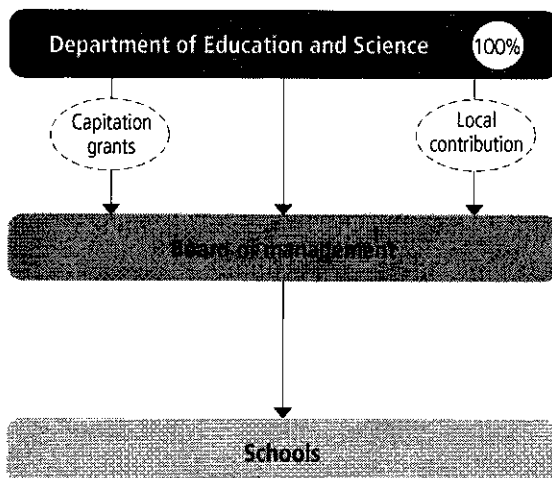 Department of Education and Science 100%
Capitation
grants
Local
contribution
Board of management
Schools